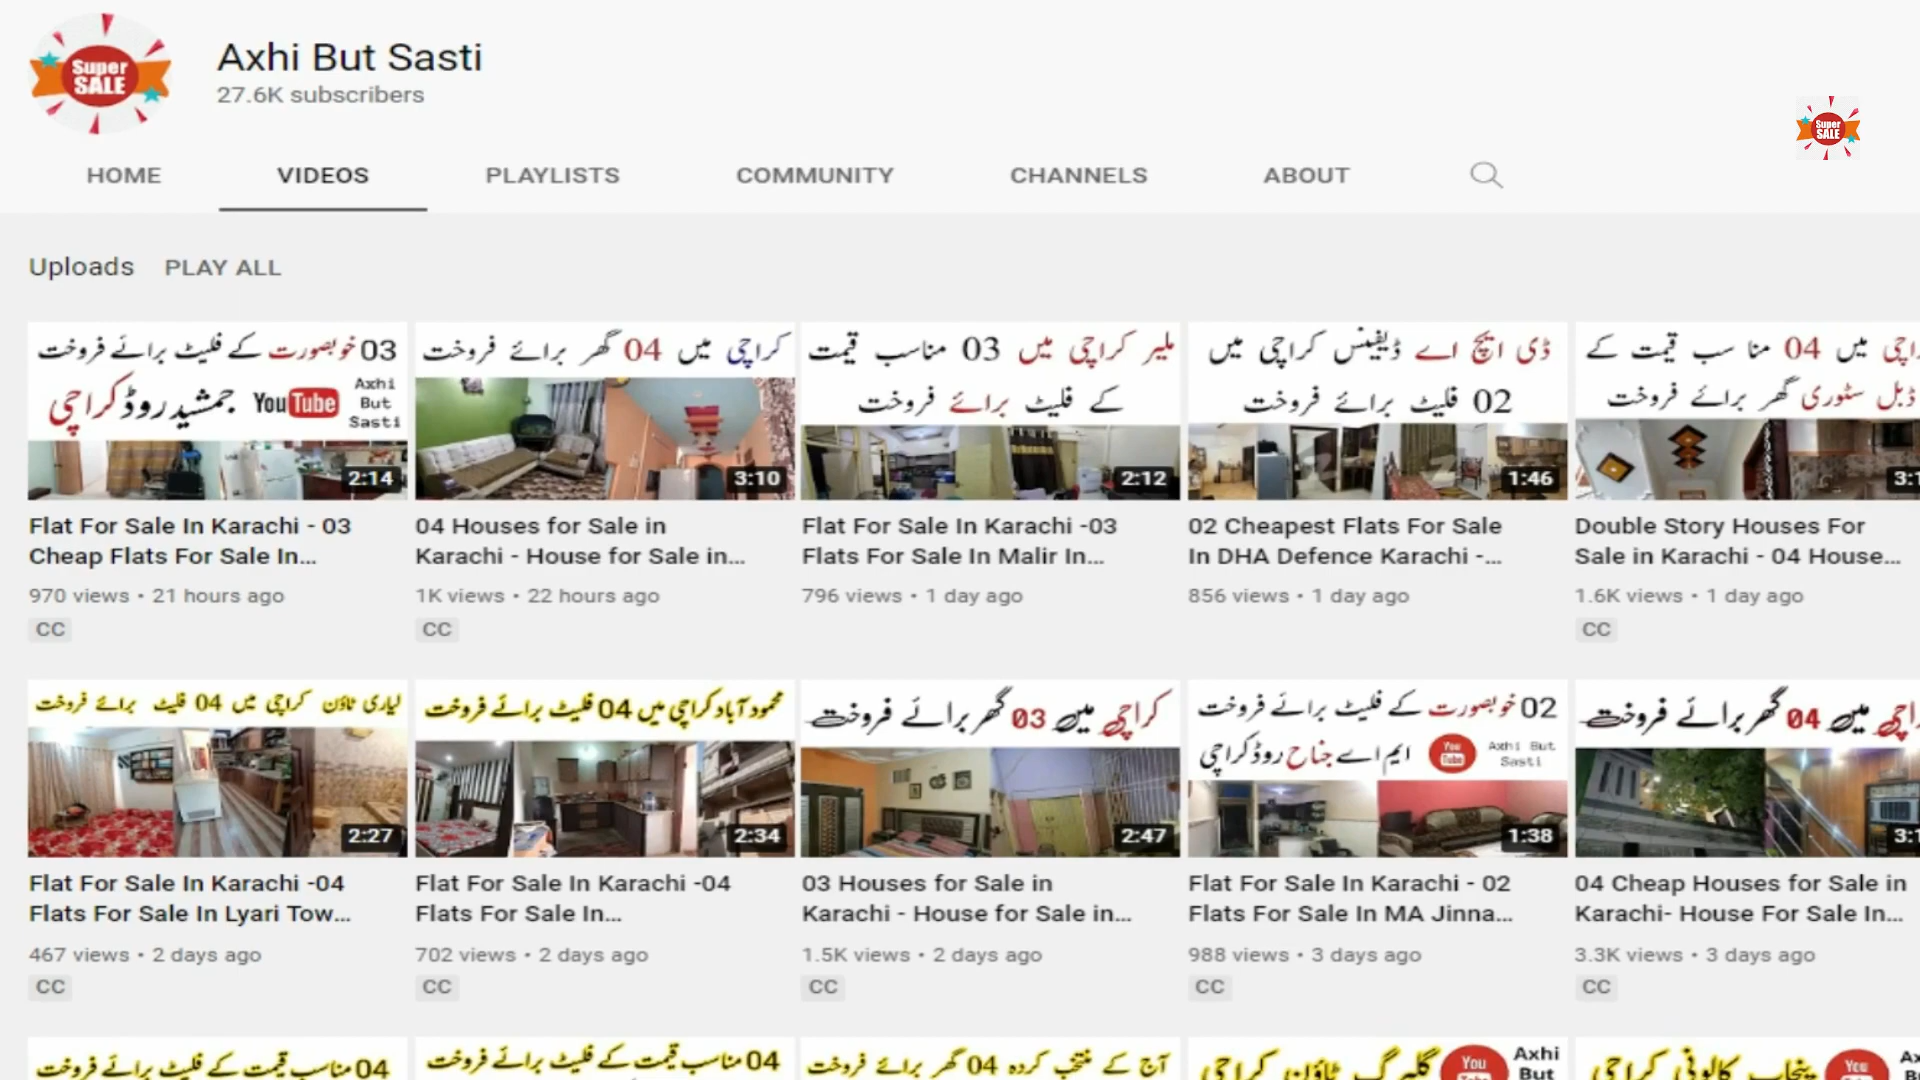 Super
SALE
Axhi But Sasti
27.6K subscribers
Super
SALE
HOME VIDEOS PLAYLISTS COMMUNITY CHANNELS ABOUT
Uploads PLAY ALL
03 خوبصورت کے فلیٹ برائے فروخت
جمشید روڈ کراچی
YouTube
Axhi
But
Sasti
2:14
Flat For Sale In Karachi - 03
Cheap Flats For Sale In...
970 views • 21 hours ago
CC
کراچی میں 04 گھر برائے فروخت
3:10
04 Houses for Sale in
Karachi - House for Sale in...
1K views • 22 hours ago
CC
ملیر کراچی میں 03 مناسب قیمت
کے فلیٹ برائے فروخت
2:12
Flat For Sale In Karachi -03
Flats For Sale In Malir In...
796 views • 1 day ago
ڈی ایچ اے ڈیفینس کراچی میں
02 فلیٹ برائے فروخت
1:46
02 Cheapest Flats For Sale
In DHA Defence Karachi -...
856 views • 1 day ago
میں 04 منا سب قیمت کے
ڈبل سٹوری گھر برائے فروخت
Double Story Houses For
Sale in Karachi - 04 House...
1.6K views • 1 day ago
CC
لیاری ٹاؤن کراچی میں 04 فلیٹ برائے فروخت
2:27
Flat For Sale In Karachi -04
Flats For Sale In Lyari Tow...
467 views • 2 days ago
CC
محمود آباد کراچی میں 04 فلیٹ برائے فروخت
2:34
Flat For Sale In Karachi -04
Flats For Sale In...
702 views • 2 days ago
CC
کراچی میں 03 گھر برائے فروخت
2:47
03 Houses for Sale in
Karachi - House for Sale in...
1.5K views • 2 days ago
CC
02 خوبصورت کے فلیٹ برائے فروخت
ایم اے جناح روڈ کراچی
You
Tube
Axhi But
Sasti
1:38
Flat For Sale In Karachi - 02
Flats For Sale In MA Jinna...
988 views • 3 days ago
CC
میں 04 گھر برائے فروخت
04 Cheap Houses for Sale in
Karachi- House For Sale In...
3.3K views • 3 days ago
CC
04 مناسب قیمت کے فلیٹ برائے فروخت
04 مناسب قیمت کے فلیٹ برائے فروخت
آج کے منتخب کردہ 04 گھر برائے فروخت
گلبرگ ٹاؤن کراچی
You
Axhi
But
پنجاب کالونی کراچی
You